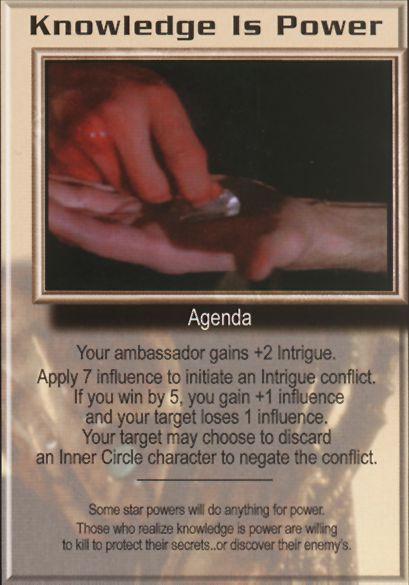 Knowledge Is Power
Agenda
Your ambassador gains +2 Intrigue.
Apply 7 influence to initiate an Intrigue conflict.
If you win by 5, you gain +1 influence
and your target loses 1 influence.
Your target may choose to discard
an Inner Circle character to negate the conflict.
Some star powers will do anything for power.
Those who realize knowledge is power are willing
to kill to protect their secrets..or discover their enemy's.